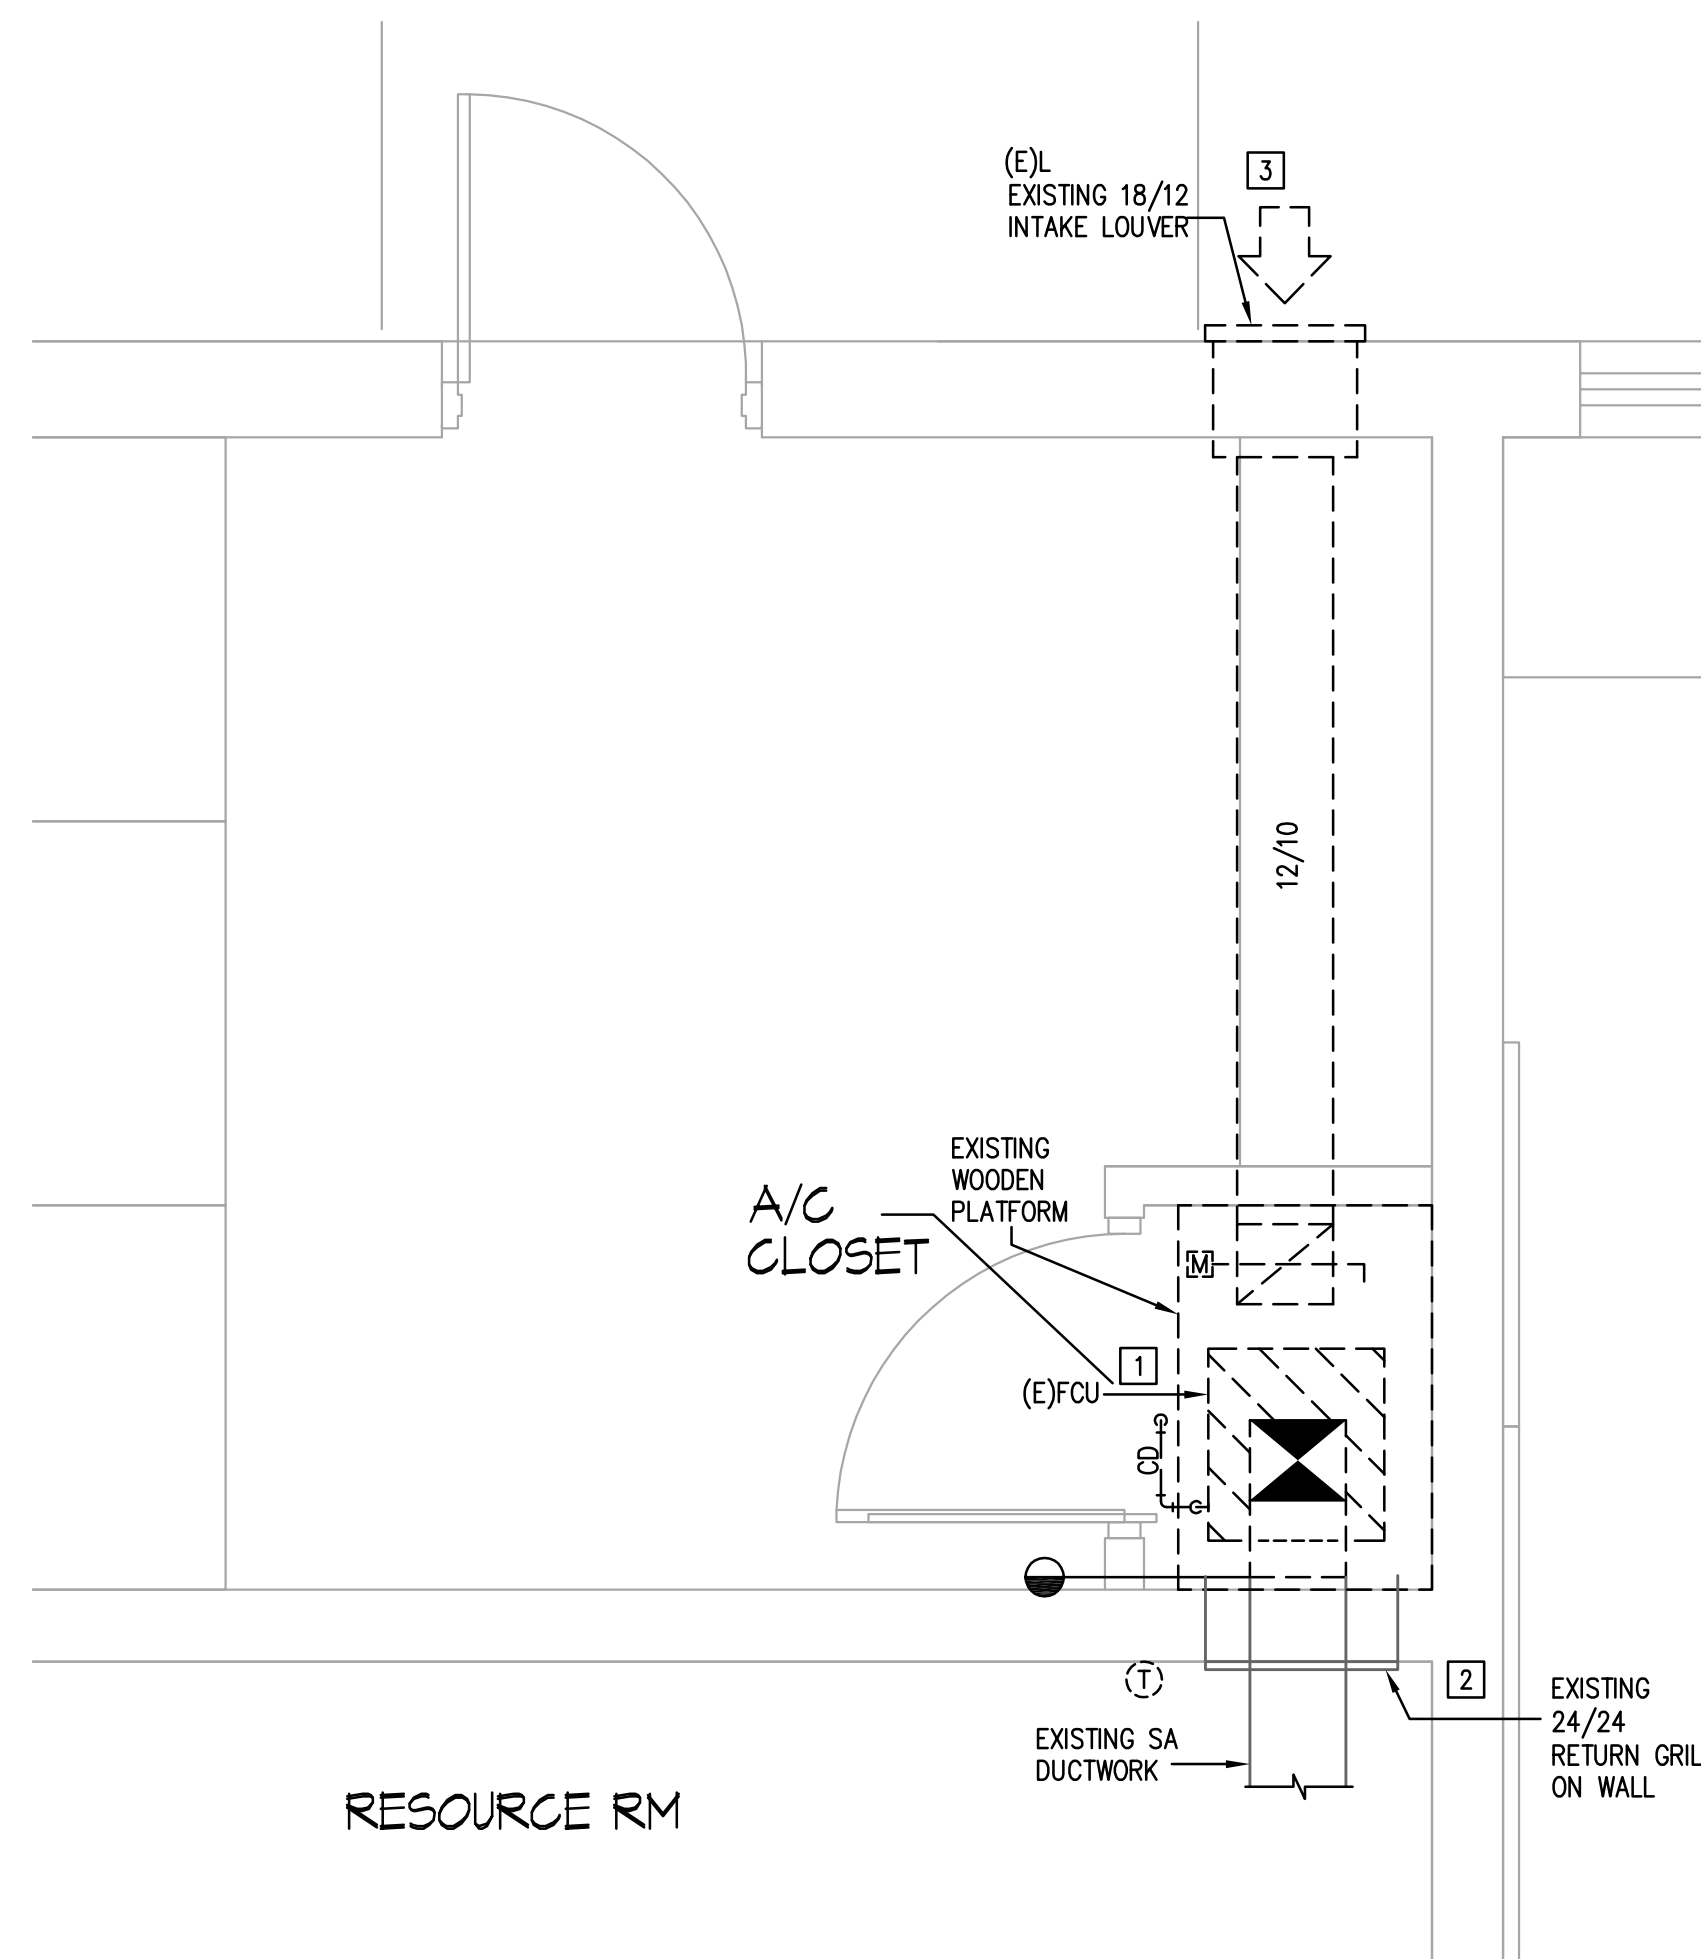 (E)L
EXISTING 18/12
INTAKE LOUVER
3
12/10
EXISTING
WOODEN
PLATFORM
A/C
CLOSET
M
1
(E)FCU
CD
T
2
EXISTING
24/24
RETURN GRIL
ON WALL
EXISTING SA
DUCTWORK
RESOURCE RM